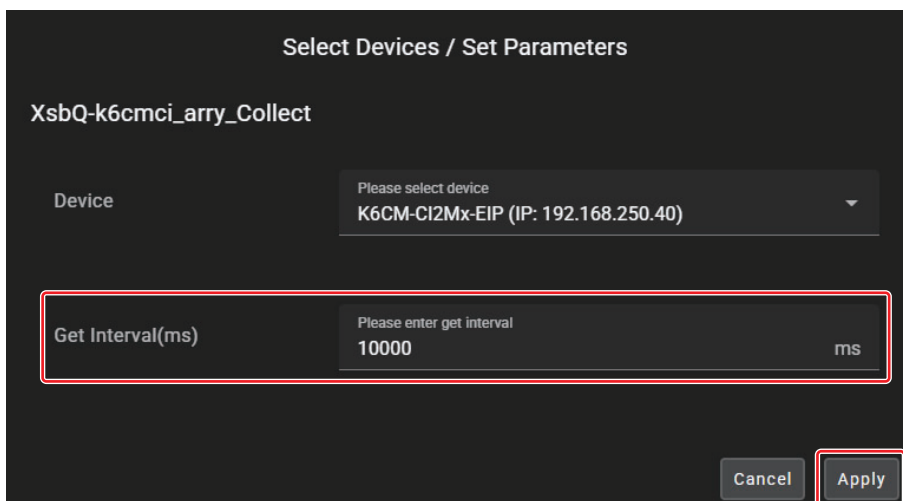 Select Devices / Set Parameters
XsbQ-k6cmci_arry_Collect
Device
Please select device
K6CM-CI2Mx-EIP (IP: 192.168.250.40)
Get Interval(ms)
Please enter get interval
10000
ms
Cancel
Apply